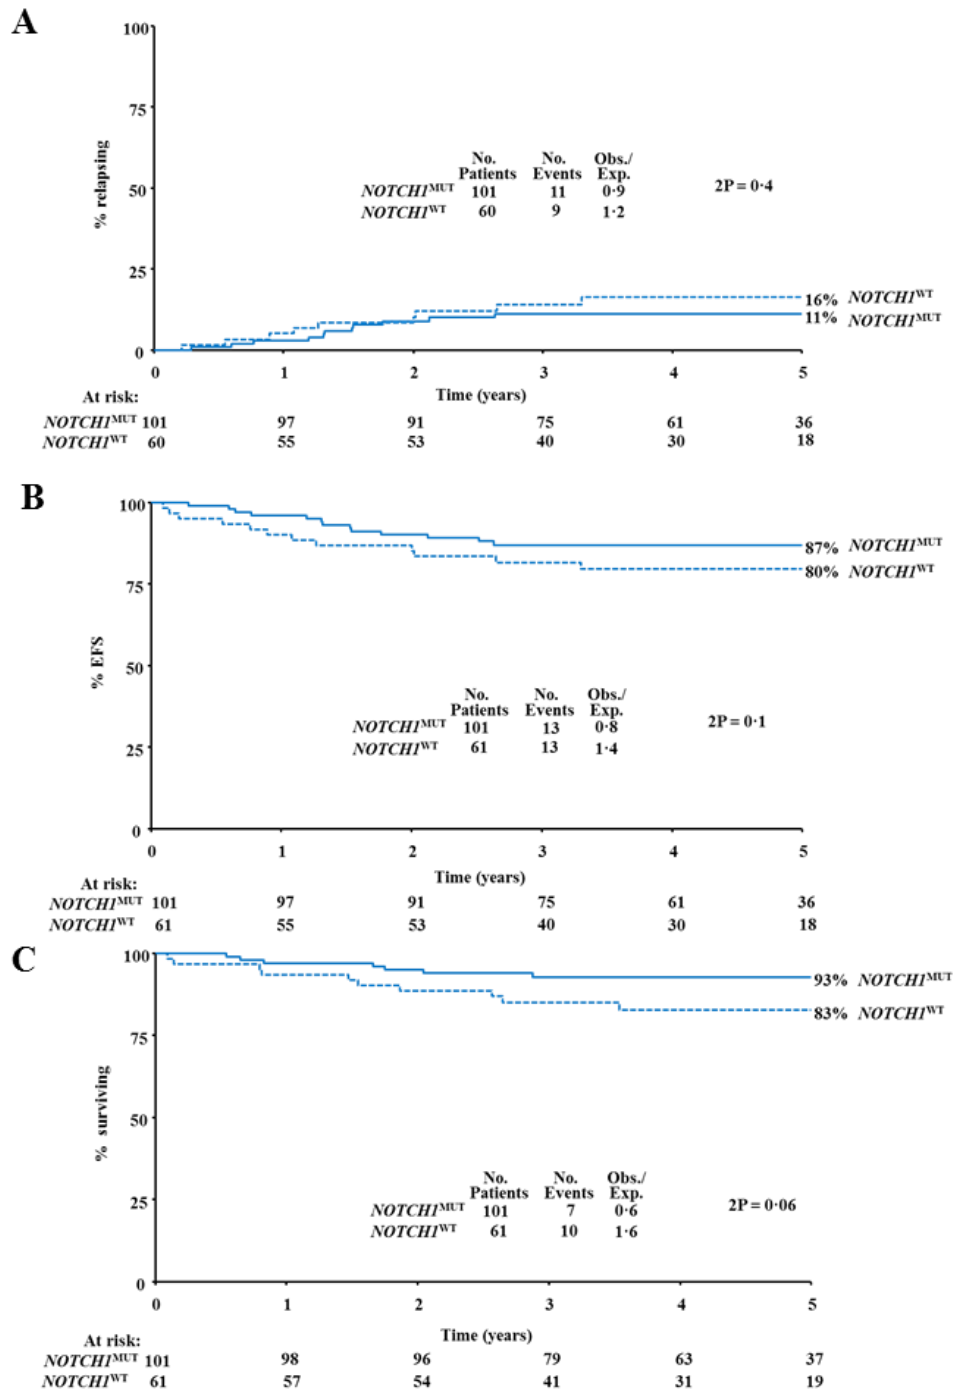 A
100
75
50
25
0
% relapsing
No. No. Obs./
Patients Events Exp.
NOTCH1MUT 101 11 0·9
NOTCH1WT 60 9 1·2
2P = 0·4
16% NOTCH1WT
11% NOTCH1MUT
0 1 2 3 4 5
Time (years)
At risk:
NOTCH1MUT 101 97 91 75 61 36
NOTCH1WT 60 55 53 40 30 18
B
100
75
50
25
0
% EFS
87% NOTCH1MUT
80% NOTCH1WT
No. No. Obs./
Patients Events Exp.
NOTCH1MUT 101 13 0·8
NOTCH1WT 61 13 1·4
2P = 0·1
0 1 2 3 4 5
Time (years)
At risk:
NOTCH1MUT 101 97 91 75 61 36
NOTCH1WT 61 55 53 40 30 18
C
100
75
50
25
0
% surviving
93% NOTCH1MUT
83% NOTCH1WT
No. No. Obs./
Patients Events Exp.
NOTCH1MUT 101 7 0·6
NOTCH1WT 61 10 1·6
2P = 0·06
0 1 2 3 4 5
Time (years)
At risk:
NOTCH1MUT 101 98 96 79 63 37
NOTCH1WT 61 57 54 41 31 19